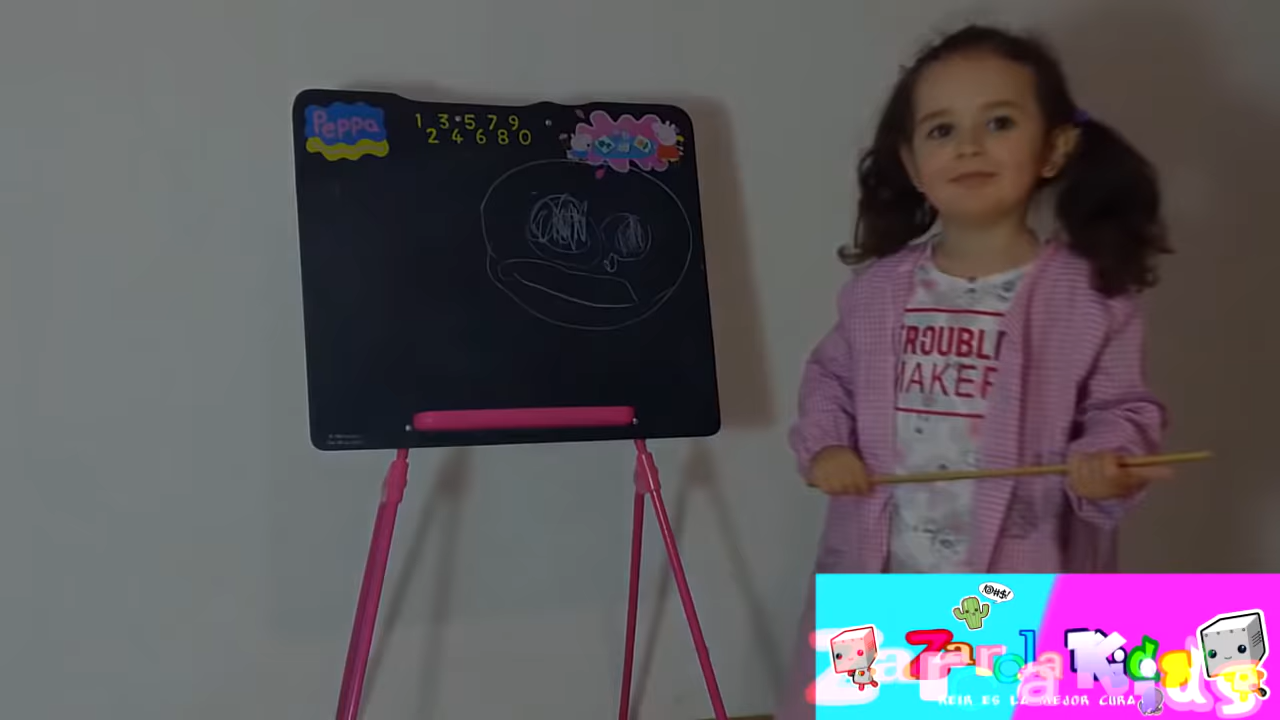 Peppa
1 3 5 7 9
2 4 6 8 0
TROUBLE
MAKER
!@#$!
Zarrola Kids
REIR ES LA MEJOR CURA